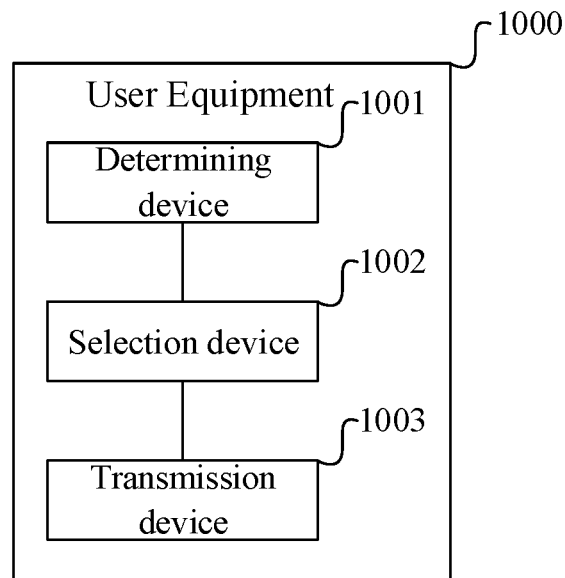 1000
User Equipment
1001
Determining
device
1002
Selection device
1003
Transmission
device